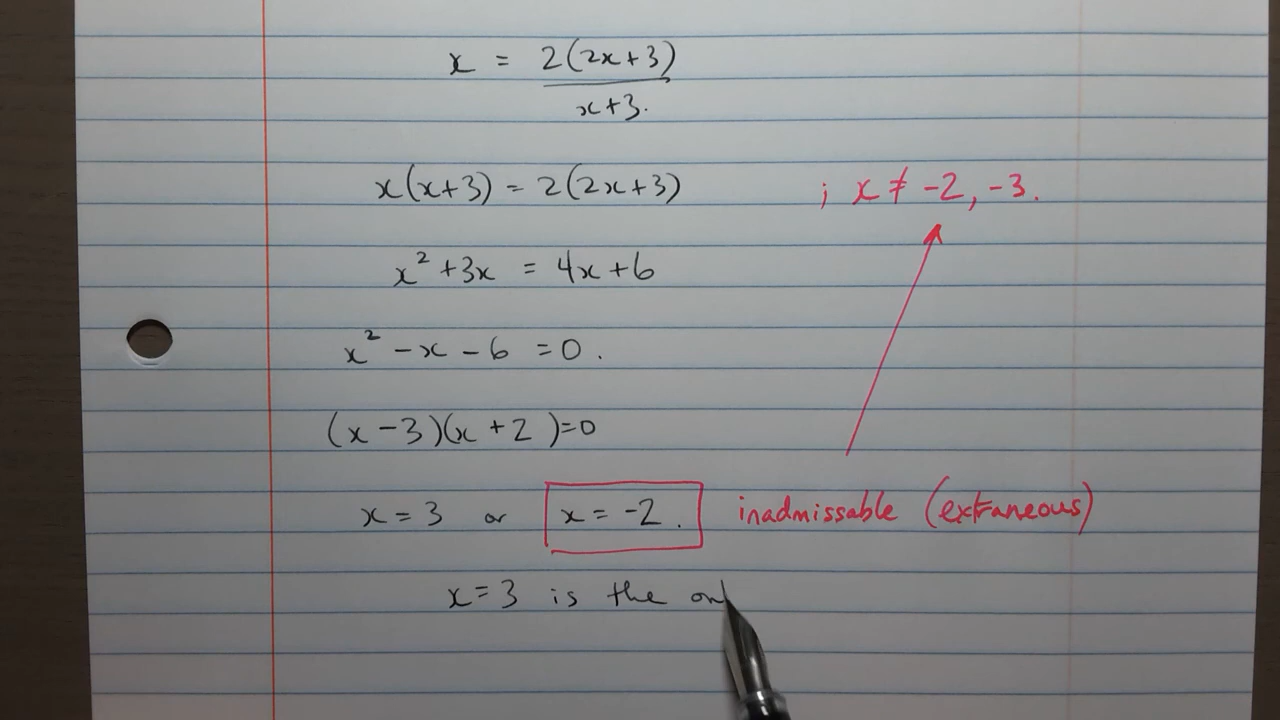 x = 2(2x+3)
x+3.
x(x+3) = 2(2x+3) ; x ≠ -2, -3.
x² +3x = 4x+6
x² -x -6 =0.
(x-3)(x+2)=0
x=3 or x=-2. inadmissable (extraneous)
x=3 is the on